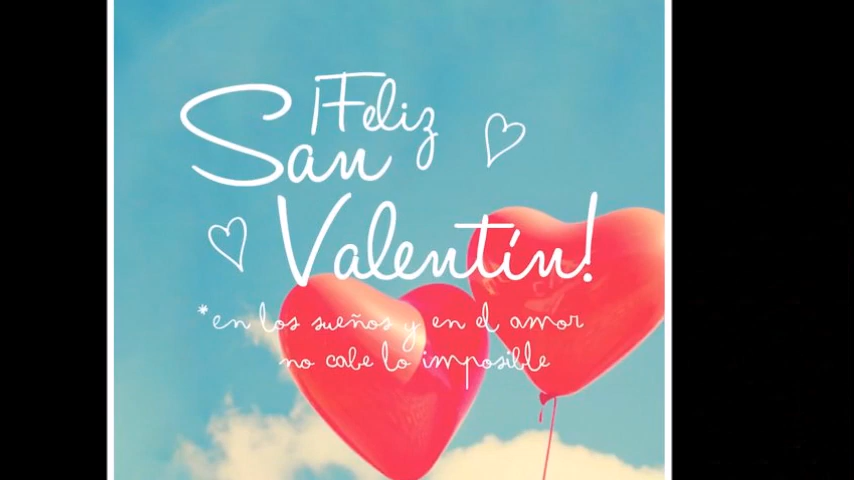 ¡Feliz
San
Valentín!
*en los sueños y en el amor
no cabe lo imposible